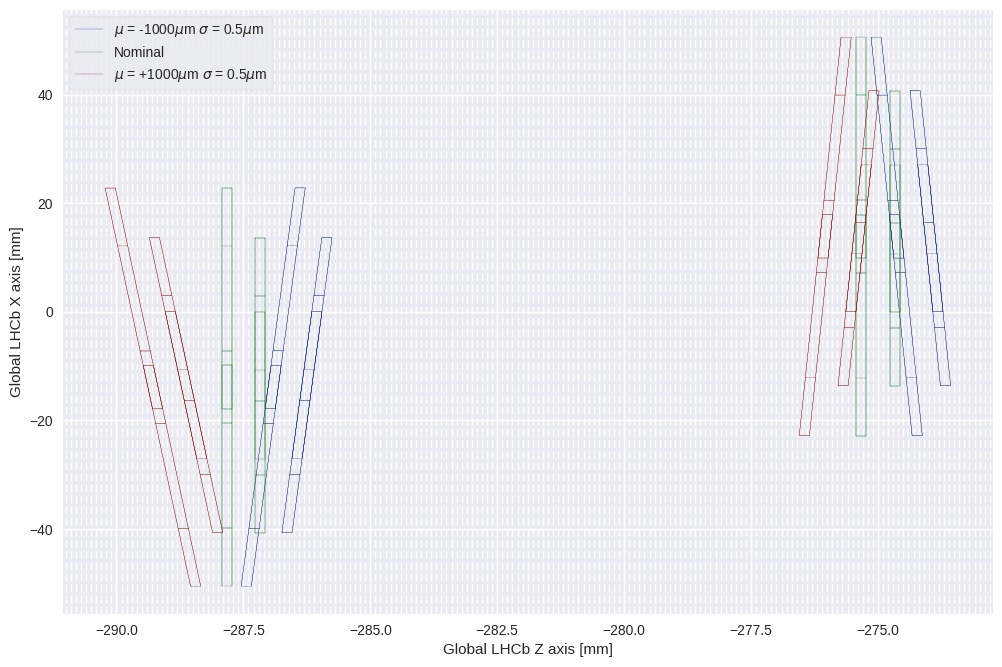 μ = -1000μm σ = 0.5μm
Nominal
μ = +1000μm σ = 0.5μm
Global LHCb X axis [mm]
40
20
0
−20
−40
−290.0 −287.5 −285.0 −282.5 −280.0 −277.5 −275.0
Global LHCb Z axis [mm]